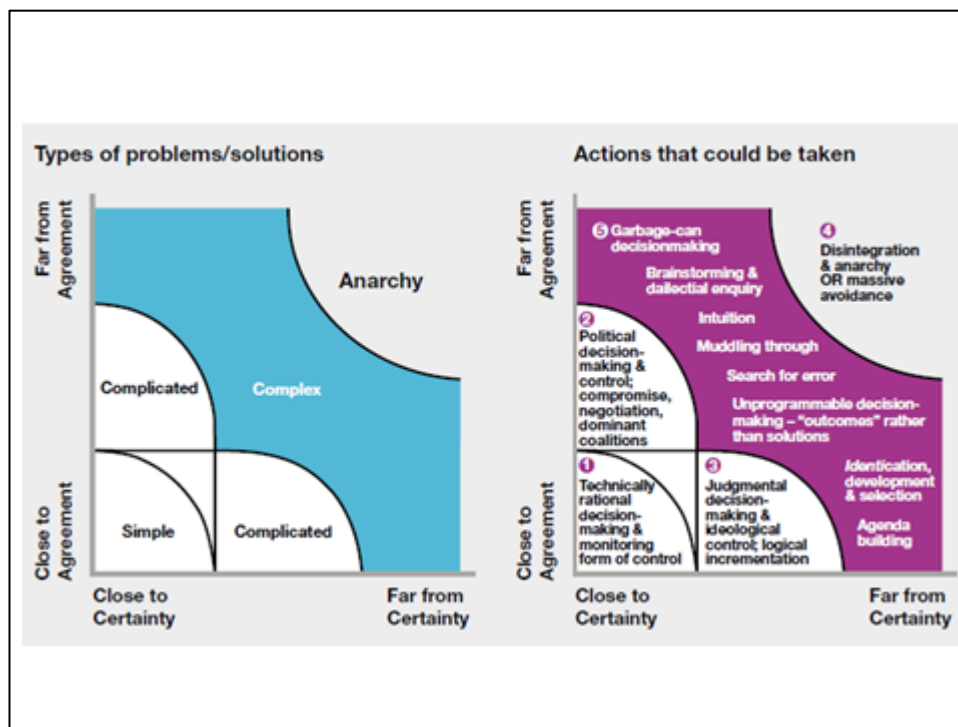 Types of problems/solutions
Far from
Agreement
Close to
Agreement
Anarchy
Complicated
Complex
Simple
Complicated
Close to
Certainty
Far from
Certainty
Actions that could be taken
Far from
Agreement
Close to
Agreement
5 Garbage-can
decisionmaking
Brainstorming &
dailectial enquiry
Intuition
Muddling through
Search for error
Unprogrammable decision-
making – "outcomes" rather
than solutions
Identication,
development
& selection
Agenda
building
4
Disintegration
& anarchy
OR massive
avoidance
2
Political
decision-
making &
control;
compromise,
negotiation,
dominant
coalitions
1
Technically
rational
decision-
making &
monitoring
form of control
3
Judgmental
decision-
making &
ideological
control; logical
incrementation
Close to
Certainty
Far from
Certainty